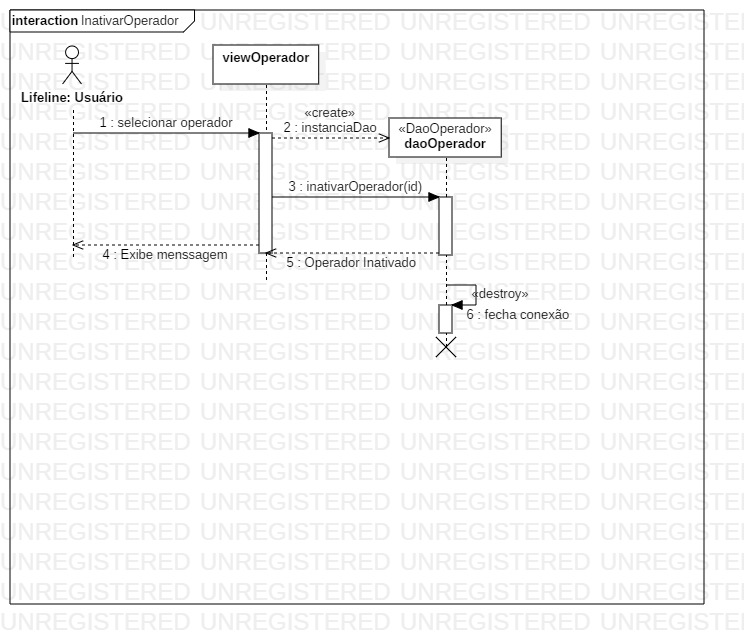 interaction InativarOperador
viewOperador
Lifeline: Usuário
1 : selecionar operador
«create»
2 : instanciaDao
«DaoOperador»
daoOperador
3 : inativarOperador(id)
4 : Exibe menssagem
5 : Operador Inativado
«destroy»
6 : fecha conexão
UNREGISTERED UNREGISTERED UNREGISTERED UNREGISTERED